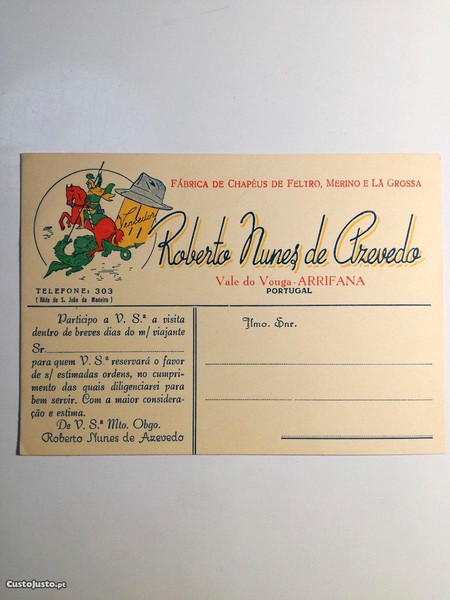 FÁBRICA DE CHAPÉUS DE FELTRO, MERINO E LÃ GROSSA
Vencedor
Roberto Nunes de Azevedo
Vale do Vouga-ARRIFANA
PORTUGAL
TELEFONE: 303
(Rêde de S. João da Madeira)
Participo a V. S.ª a visita
dentro de breves dias do m/ viajante
Sr.
para quem V. S.ª reservará o favor
de s/ estimadas ordens, no cumpri-
mento das quais diligenciarei para
bem servir. Com a maior considera-
ção e estima.
De V. S.ª Mto. Obgo.
Roberto Nunes de Azevedo
Ilmo. Snr.
CustoJusto.pt